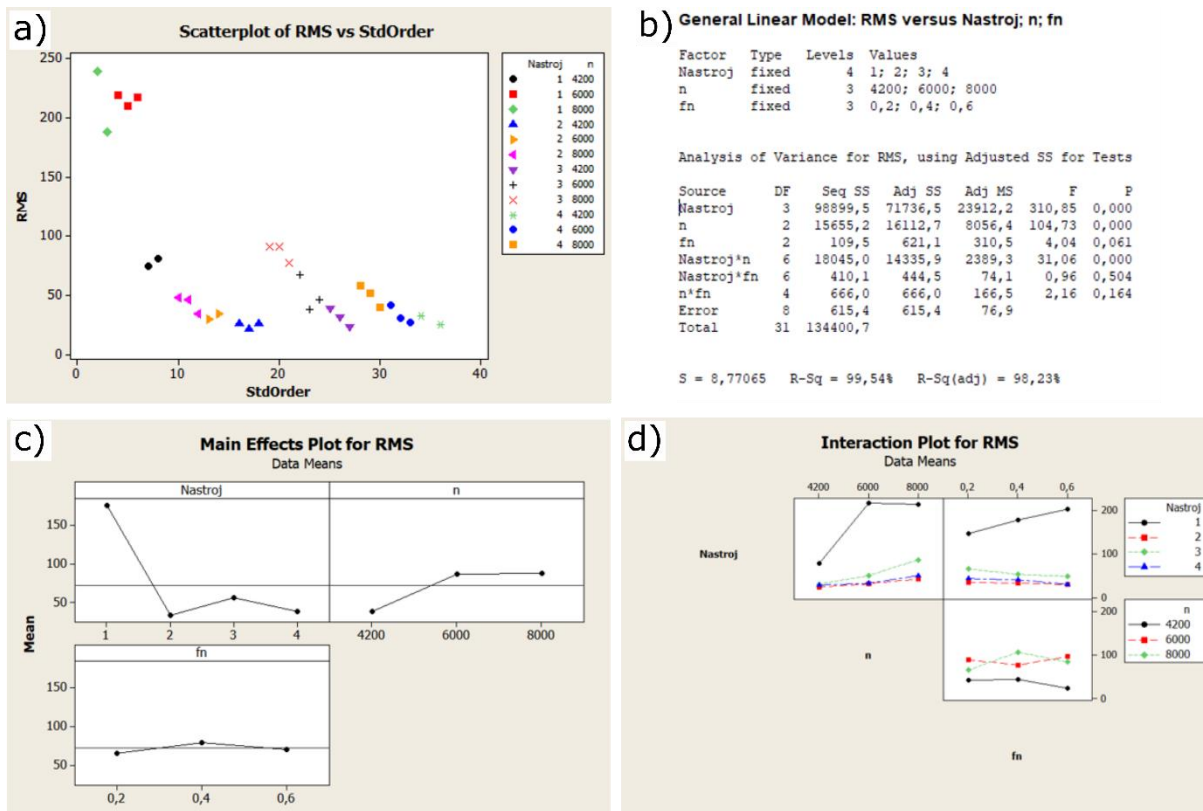 a)
Scatterplot of RMS vs StdOrder
250
200
150
100
50
0
RMS
0 10 20 30 40
StdOrder
Nastroj n
1 4200
1 6000
1 8000
2 4200
2 6000
2 8000
3 4200
3 6000
3 8000
4 4200
4 6000
4 8000
b) General Linear Model: RMS versus Nastroj; n; fn
Factor Type Levels Values
Nastroj fixed 4 1; 2; 3; 4
n fixed 3 4200; 6000; 8000
fn fixed 3 0,2; 0,4; 0,6
Analysis of Variance for RMS, using Adjusted SS for Tests
Source DF Seq SS Adj SS Adj MS F P
Nastroj 3 98899,5 71736,5 23912,2 310,85 0,000
n 2 15655,2 16112,7 8056,4 104,73 0,000
fn 2 109,5 621,1 310,5 4,04 0,061
Nastroj*n 6 18045,0 14335,9 2389,3 31,06 0,000
Nastroj*fn 6 410,1 444,5 74,1 0,96 0,504
n*fn 4 666,0 666,0 166,5 2,16 0,164
Error 8 615,4 615,4 76,9
Total 31 134400,7
S = 8,77065 R-Sq = 99,54% R-Sq(adj) = 98,23%
c)
Main Effects Plot for RMS
Data Means
Nastroj n
150
100
50
1 2 3 4 4200 6000 8000
Mean
fn
150
100
50
0,2 0,4 0,6
d)
Interaction Plot for RMS
Data Means
4200 6000 8000 0,2 0,4 0,6
Nastroj
200
100
0
Nastroj
1
2
3
4
n
200
100
0
n
4200
6000
8000
fn